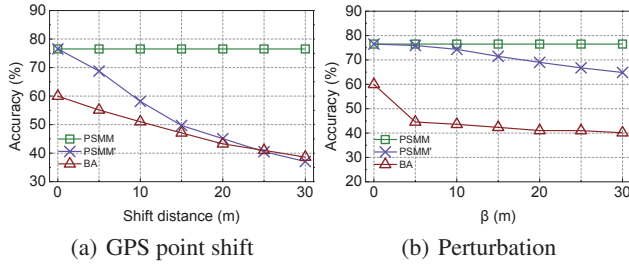 90
80
70
60
50
40
30
Accuracy (%)
PSMM
PSMM'
BA
0 5 10 15 20 25 30
Shift distance (m)
(a) GPS point shift
90
80
70
60
50
40
30
20
Accuracy (%)
PSMM
PSMM'
BA
0 5 10 15 20 25 30
β (m)
(b) Perturbation